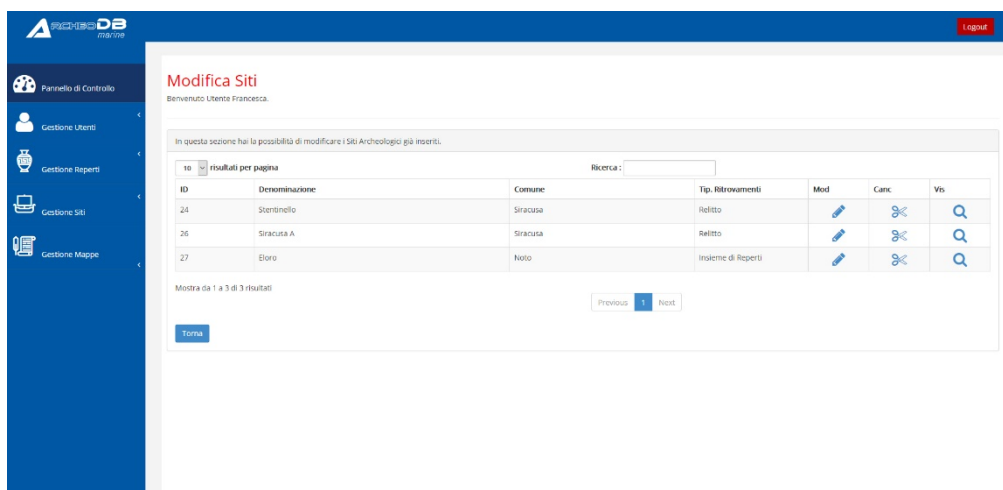 ARCHEODB
marine
Logout
Pannello di Controllo
Gestione Utenti
Gestione Reperti
Gestione Siti
Gestione Mappe
Modifica Siti
Benvenuto Utente Francesca.
In questa sezione hai la possibilità di modificare i Siti Archeologici già inseriti.
10 risultati per pagina Ricerca :
ID Denominazione Comune Tip. Ritrovamenti Mod Canc Vis
24 Stentinello Siracusa Relitto
26 Siracusa A Siracusa Relitto
27 Eloro Noto Insieme di Reperti
Mostra da 1 a 3 di 3 risultati
Previous 1 Next
Torna